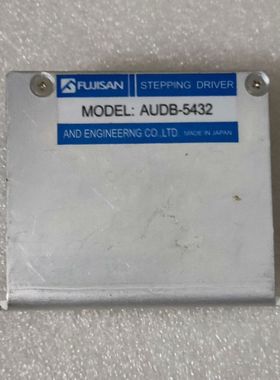 FUJISAN STEPPING DRIVER
MODEL: AUDB-5432
AND ENGINEERNG CO.,LTD. MADE IN JAPAN